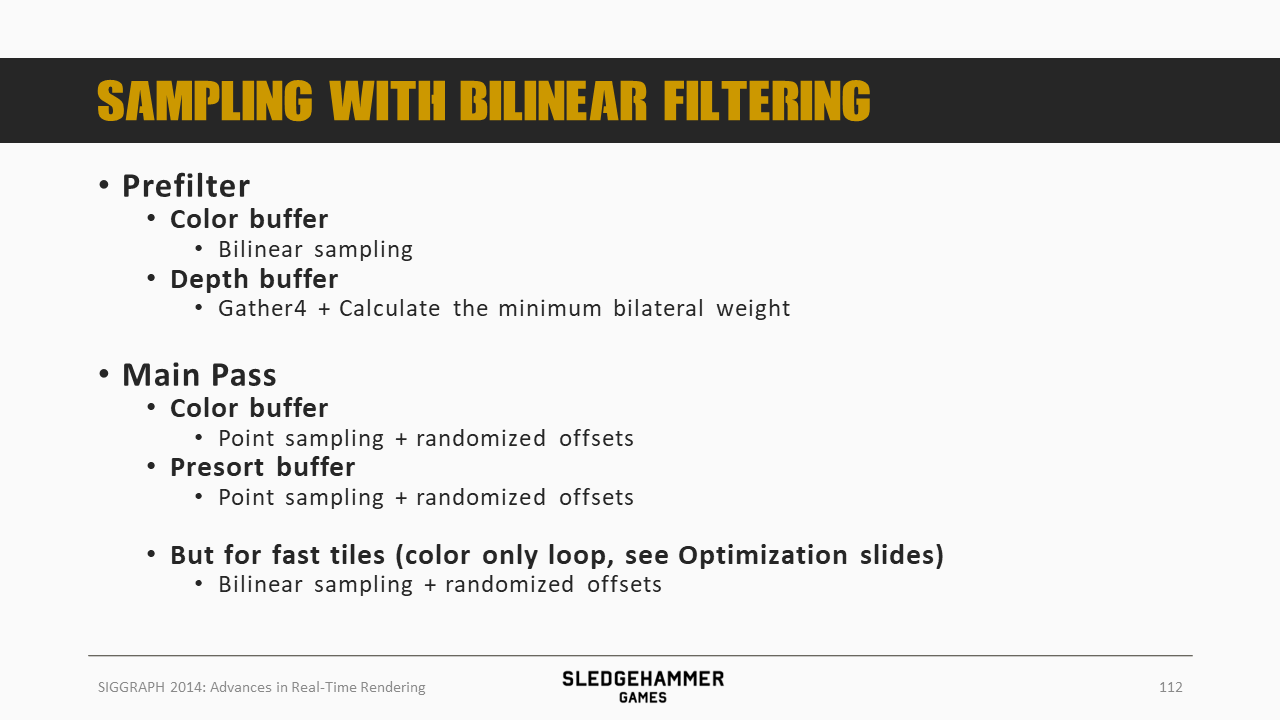 SAMPLING WITH BILINEAR FILTERING
• Prefilter
• Color buffer
• Bilinear sampling
• Depth buffer
• Gather4 + Calculate the minimum bilateral weight
• Main Pass
• Color buffer
• Point sampling + randomized offsets
• Presort buffer
• Point sampling + randomized offsets
• But for fast tiles (color only loop, see Optimization slides)
• Bilinear sampling + randomized offsets
SIGGRAPH 2014: Advances in Real-Time Rendering
SLEDGEHAMMER
GAMES
112